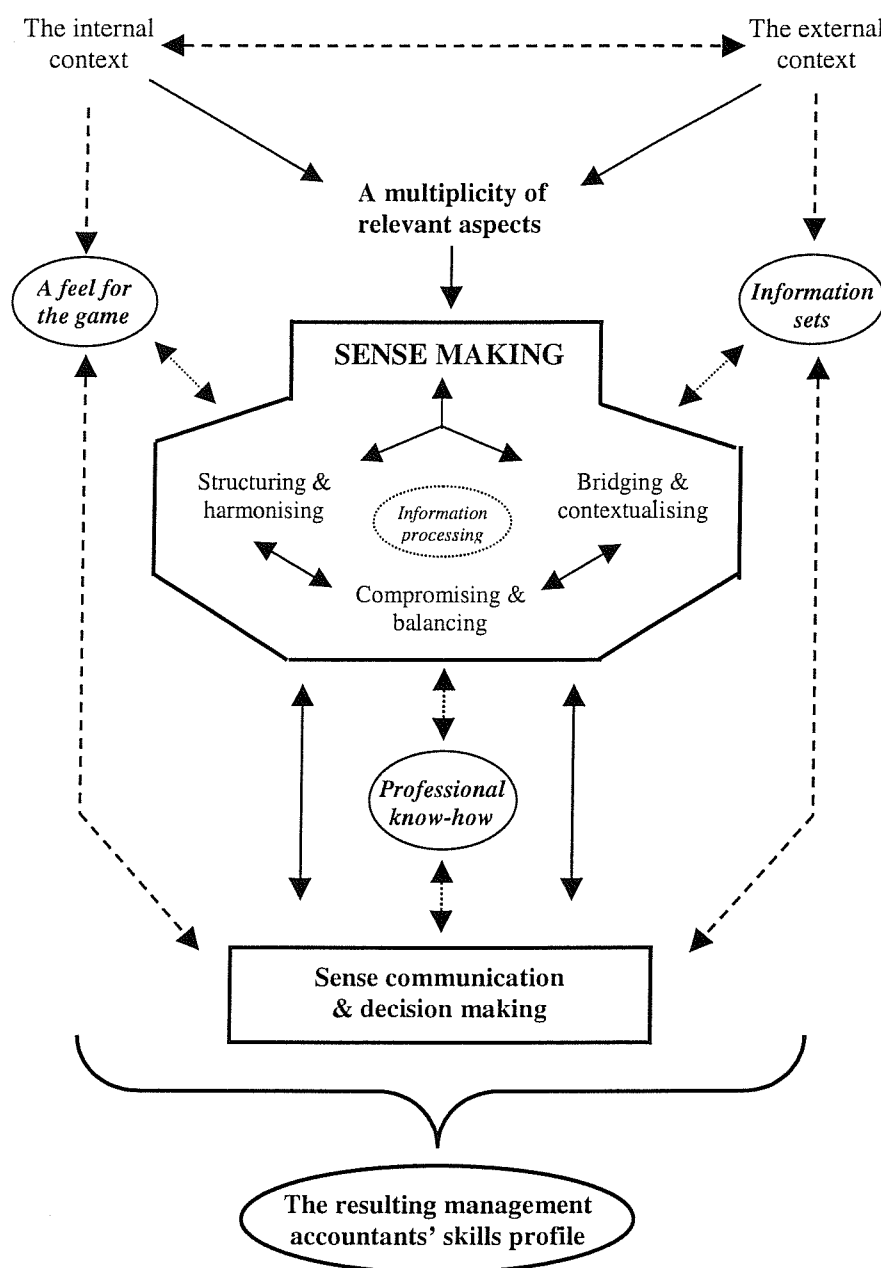 The internal
context
The external
context
A multiplicity of
relevant aspects
A feel for
the game
Information
sets
SENSE MAKING
Structuring &
harmonising
Bridging &
contextualising
Information
processing
Compromising &
balancing
Professional
know-how
Sense communication
& decision making
The resulting management
accountants' skills profile